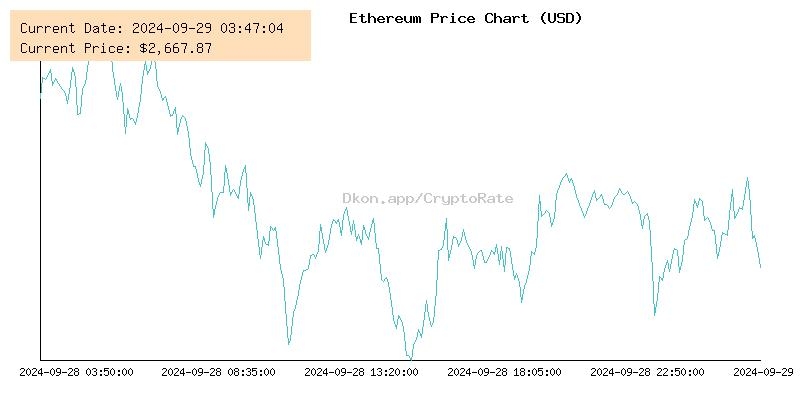 Ethereum Price Chart (USD)
Current Date: 2024-09-29 03:47:04
Current Price: $2,667.87
Dkon.app/CryptoRate
2024-09-28 03:50:00 2024-09-28 08:35:00 2024-09-28 13:20:00 2024-09-28 18:05:00 2024-09-28 22:50:00 2024-09-29